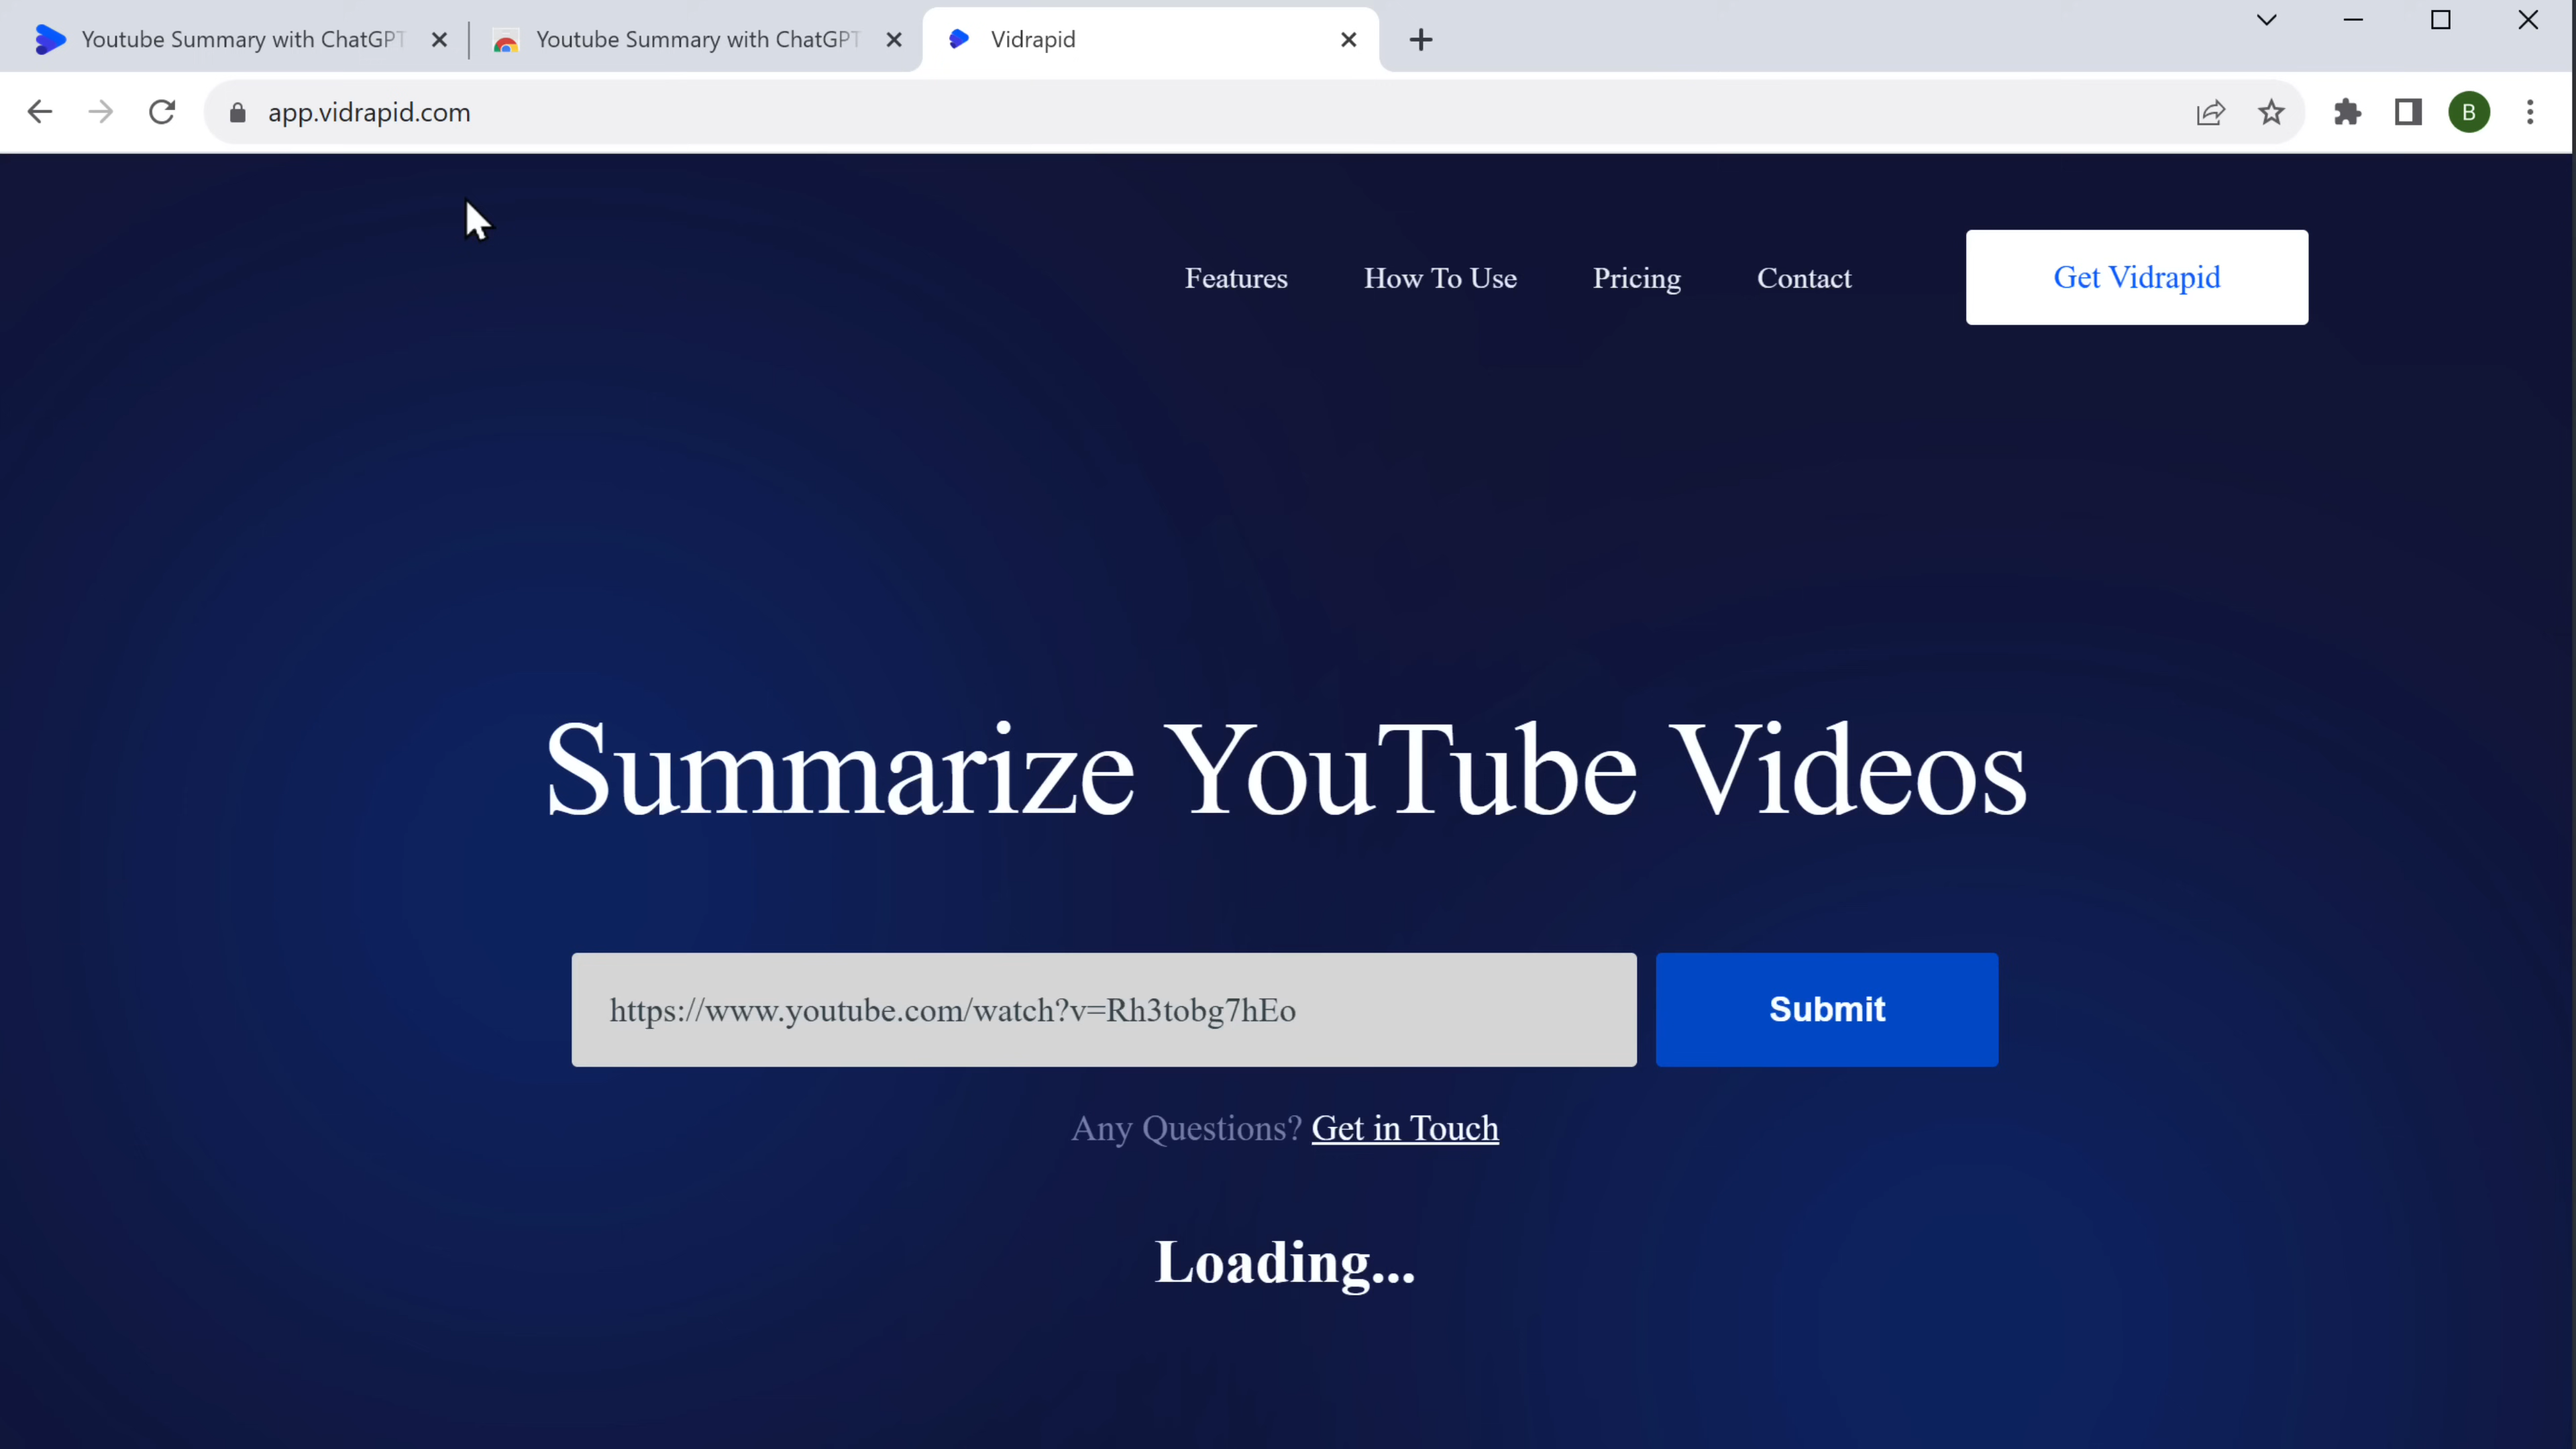 Youtube Summary with ChatGPT
Youtube Summary with ChatGPT
Vidrapid
app.vidrapid.com
B
Features
How To Use
Pricing
Contact
Get Vidrapid
Summarize YouTube Videos
https://www.youtube.com/watch?v=Rh3tobg7hEo
Submit
Any Questions? Get in Touch
Loading...